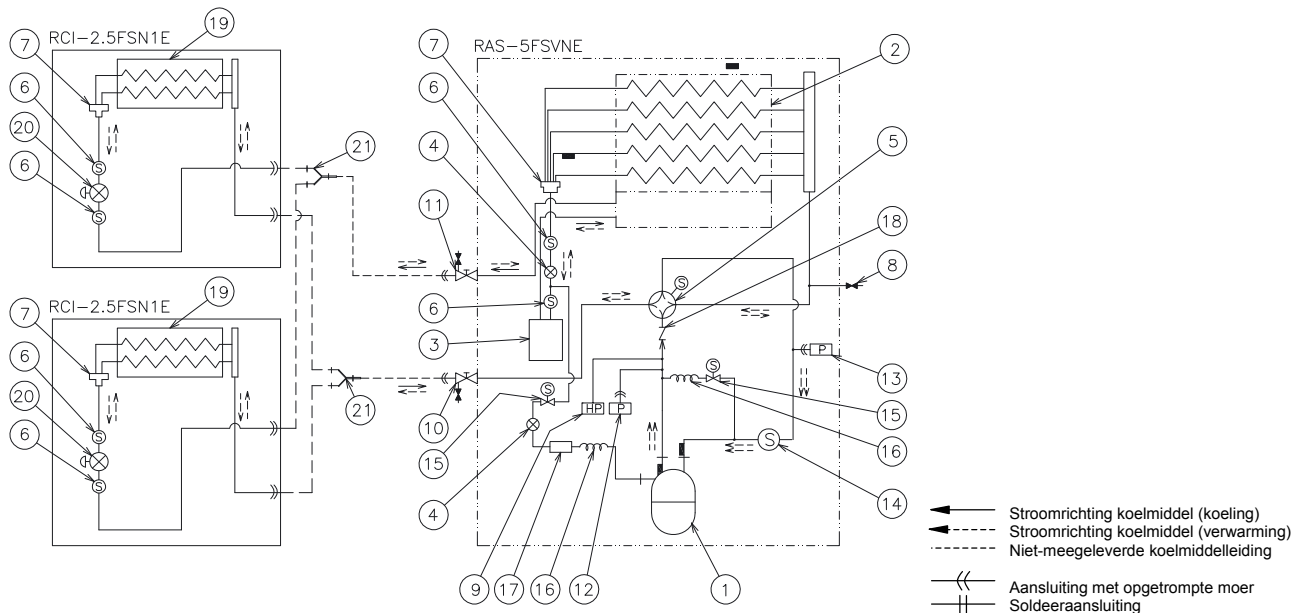 RCI-2.5FSN1E
19
7
6
20
6
21
RCI-2.5FSN1E
19
7
6
20
6
21
RAS-5FSVNE
7
6
4
11
6
3
10
15
4
9
17
16
12
1
2
5
18
8
13
15
16
14
S
S
S
S
S
S
S
S
S
S
HP
P
P
Stroomrichting koelmiddel (koeling)
Stroomrichting koelmiddel (verwarming)
Niet-meegeleverde koelmiddelleiding
Aansluiting met opgetrompte moer
Soldeeraansluiting